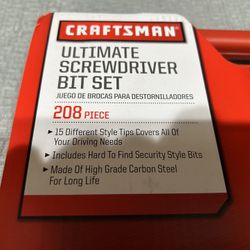 CRAFTSMAN
ULTIMATE
SCREWDRIVER
BIT SET
JUEGO DE BROCAS PARA DESTORNILLADORES
208 PIECE
▸ 15 Different Style Tips Covers All Of
Your Driving Needs
▸ Includes Hard To Find Security Style Bits
▸ Made Of High Grade Carbon Steel
For Long Life